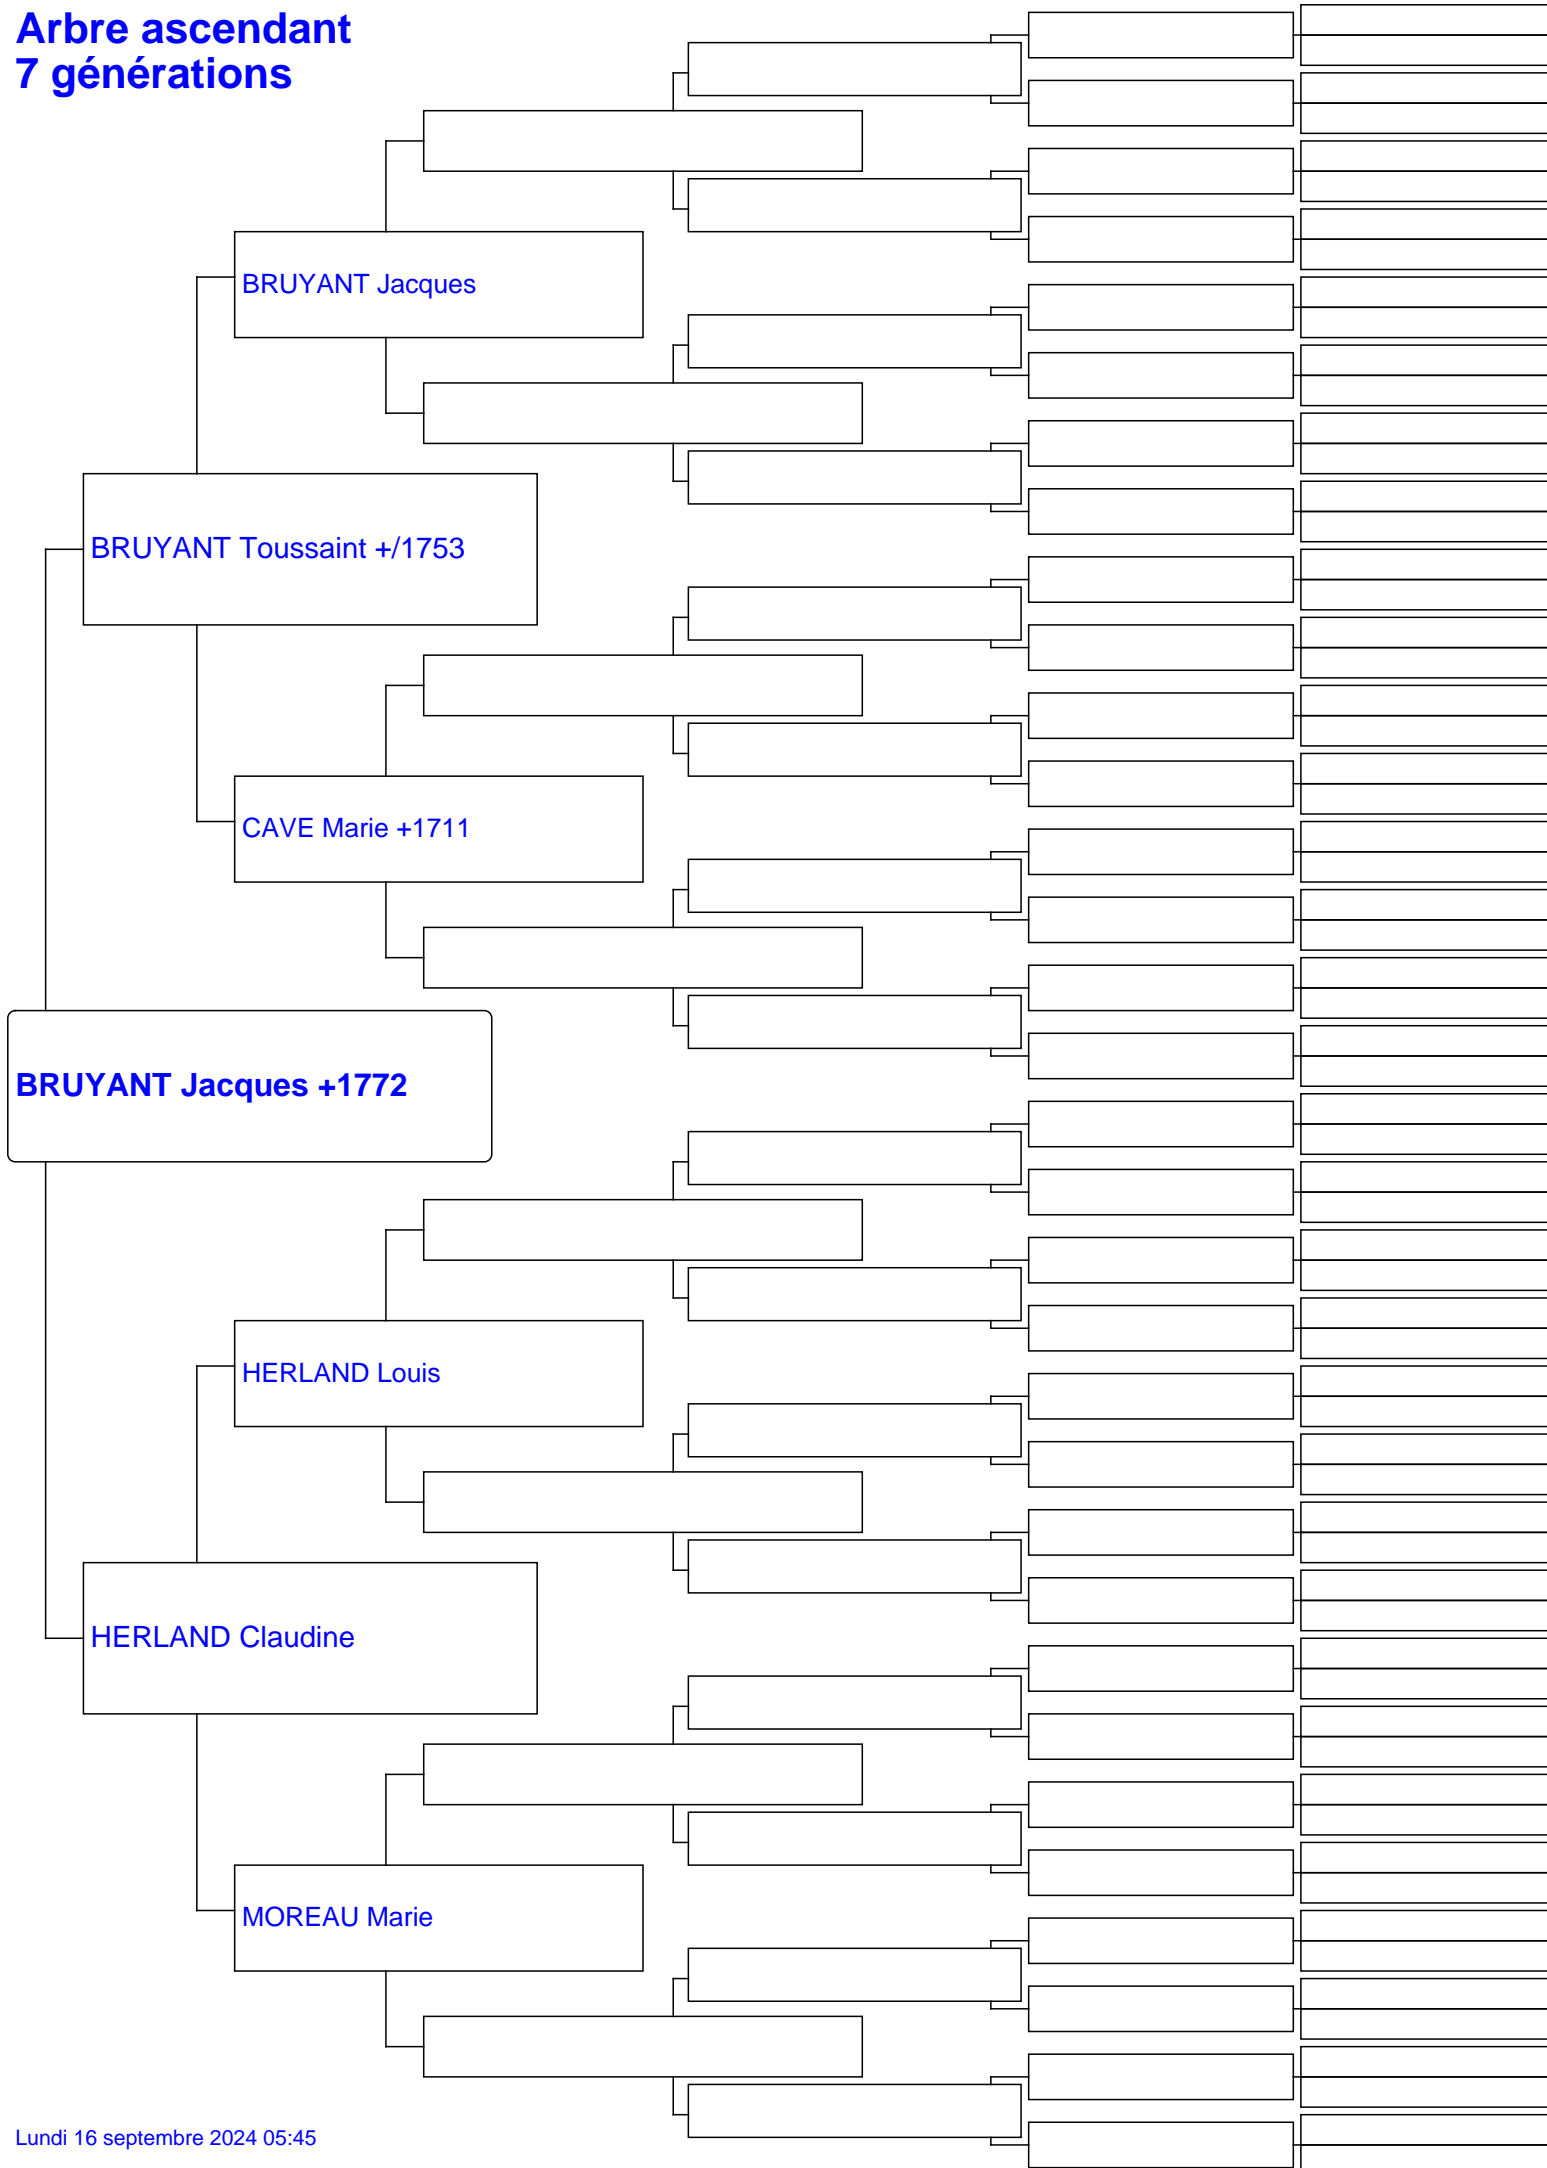 Arbre ascendant
7 générations
BRUYANT Jacques
BRUYANT Toussaint +/1753
CAVE Marie +1711
BRUYANT Jacques +1772
HERLAND Louis
HERLAND Claudine
MOREAU Marie
Lundi 16 septembre 2024 05:45